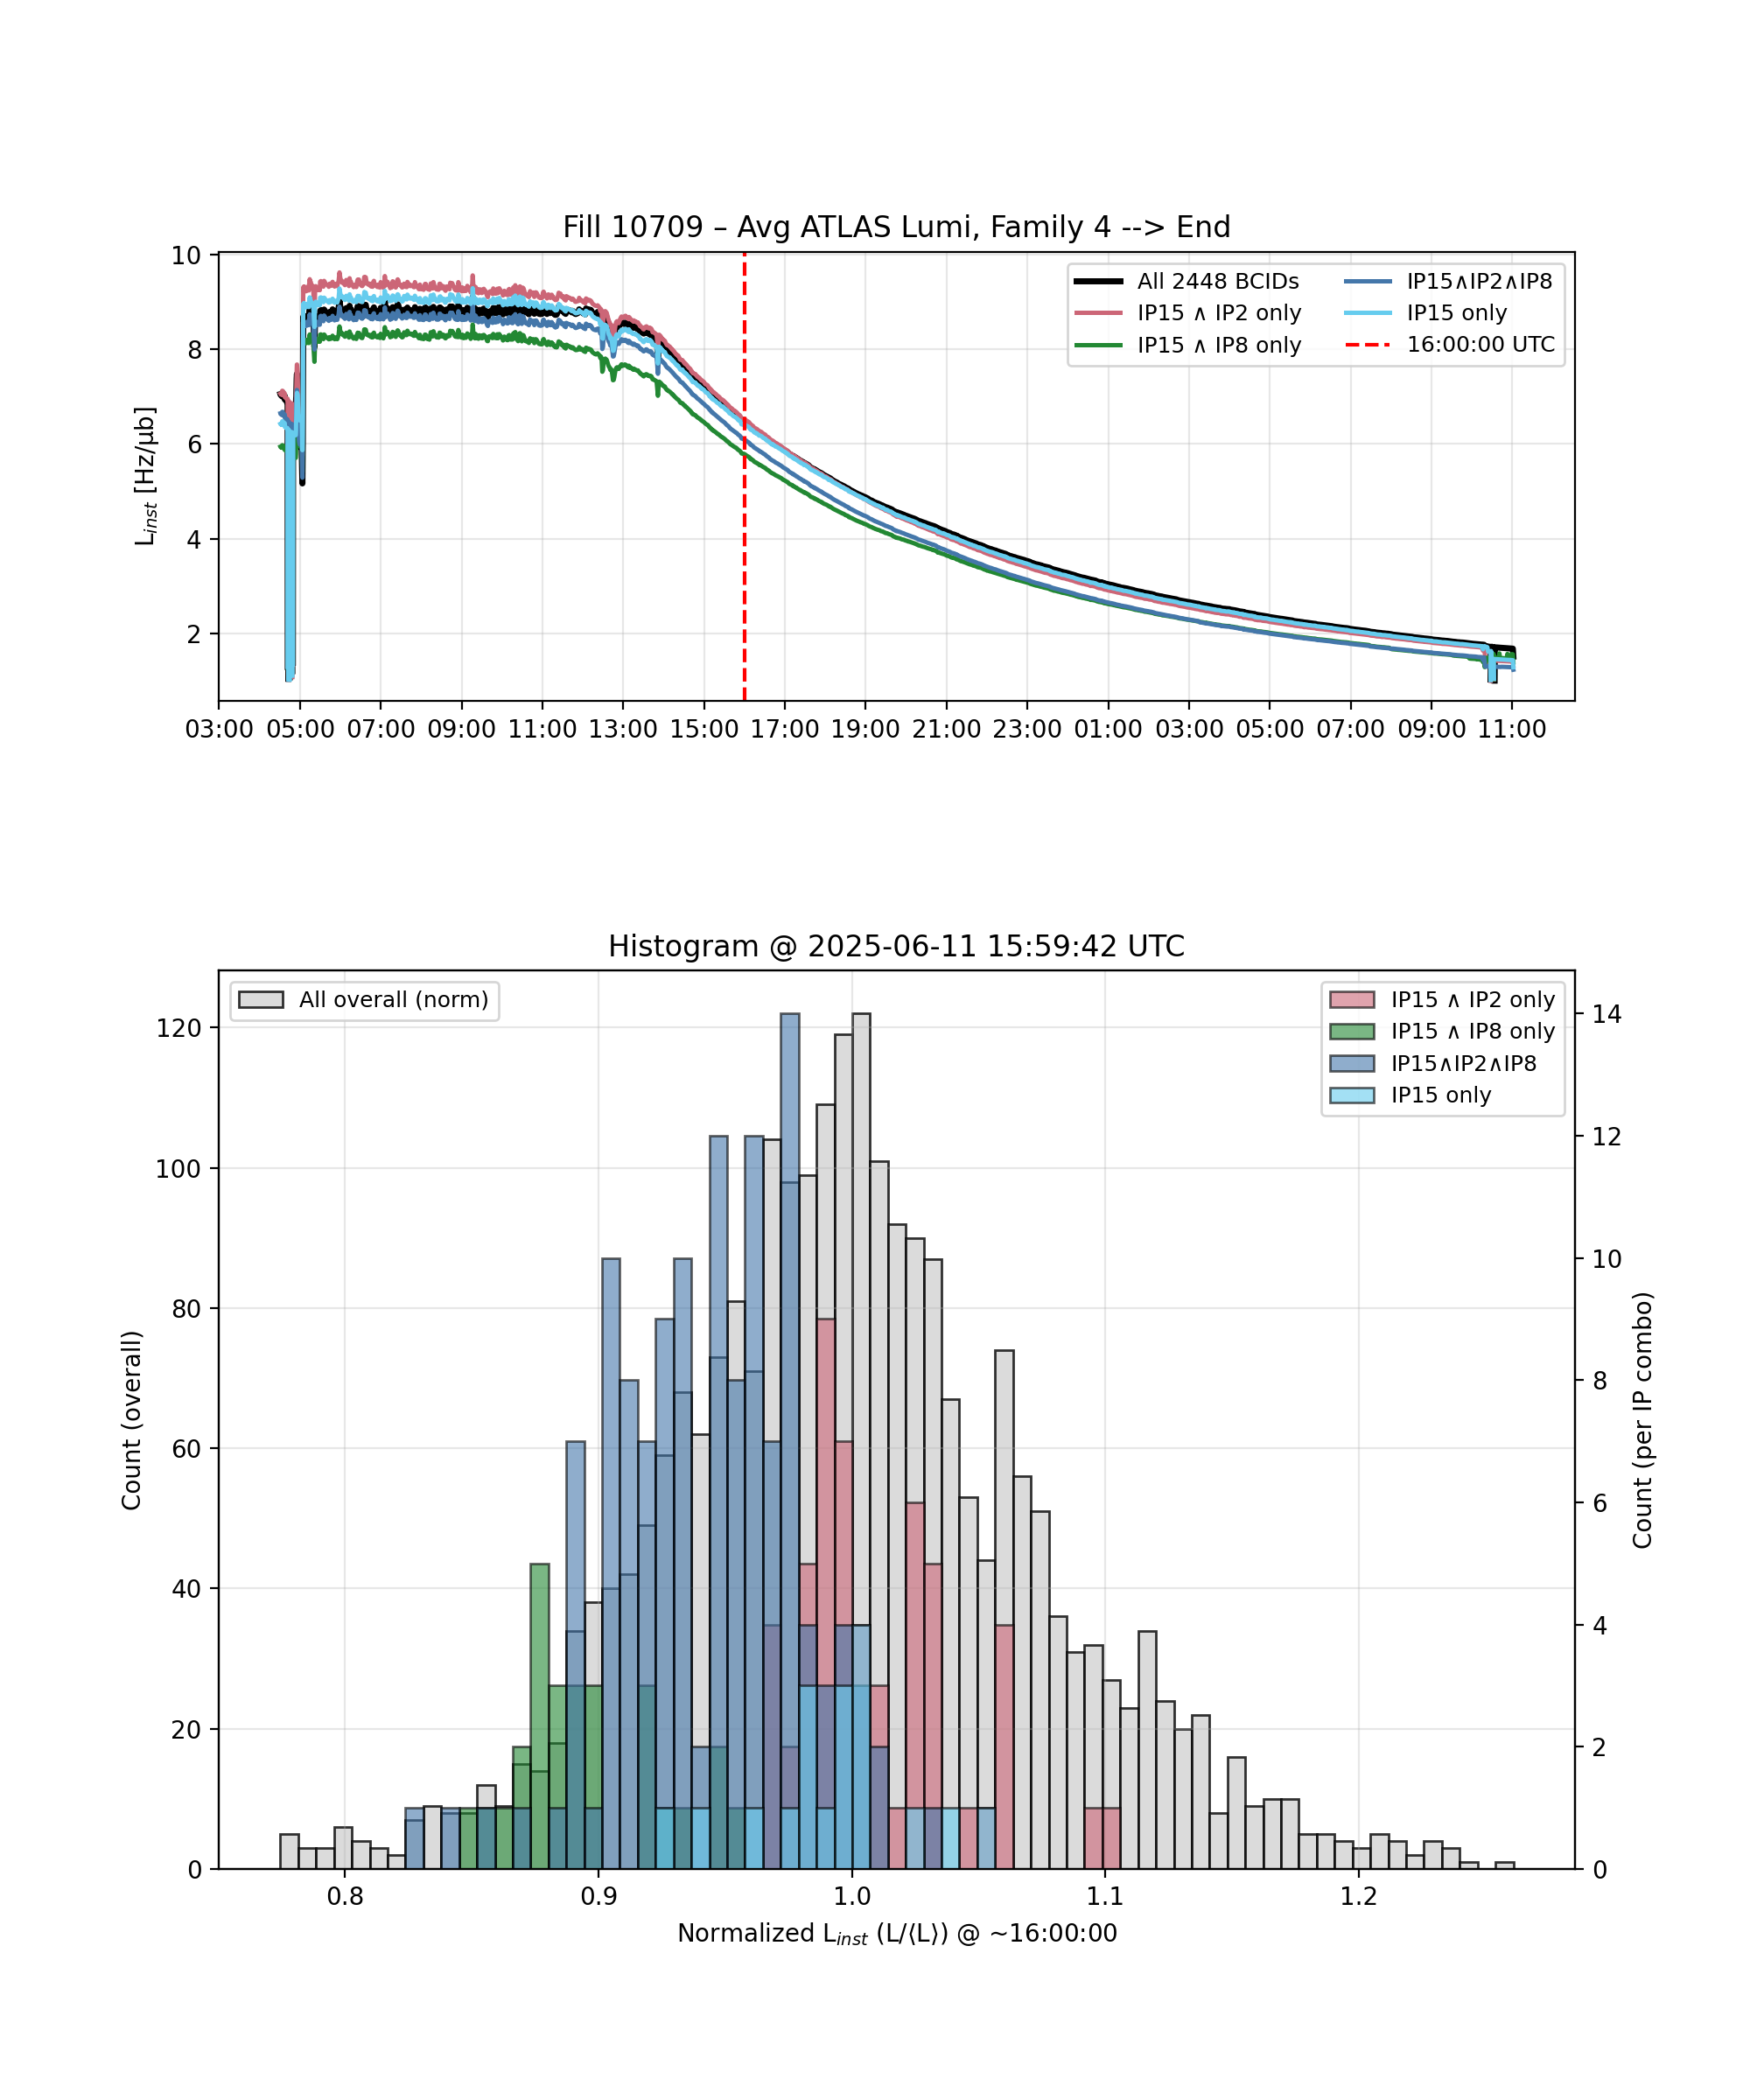 Fill 10709 – Avg ATLAS Lumi, Family 4 --> End
L_inst [Hz/µb]
10
8
6
4
2
All 2448 BCIDs
IP15 ∧ IP2 only
IP15 ∧ IP8 only
IP15∧IP2∧IP8
IP15 only
16:00:00 UTC
03:00 05:00 07:00 09:00 11:00 13:00 15:00 17:00 19:00 21:00 23:00 01:00 03:00 05:00 07:00 09:00 11:00
Histogram @ 2025-06-11 15:59:42 UTC
All overall (norm)
IP15 ∧ IP2 only
IP15 ∧ IP8 only
IP15∧IP2∧IP8
IP15 only
Count (overall)
120
100
80
60
40
20
0
Count (per IP combo)
14
12
10
8
6
4
2
0
0.8 0.9 1.0 1.1 1.2
Normalized L_inst (L/⟨L⟩) @ ~16:00:00